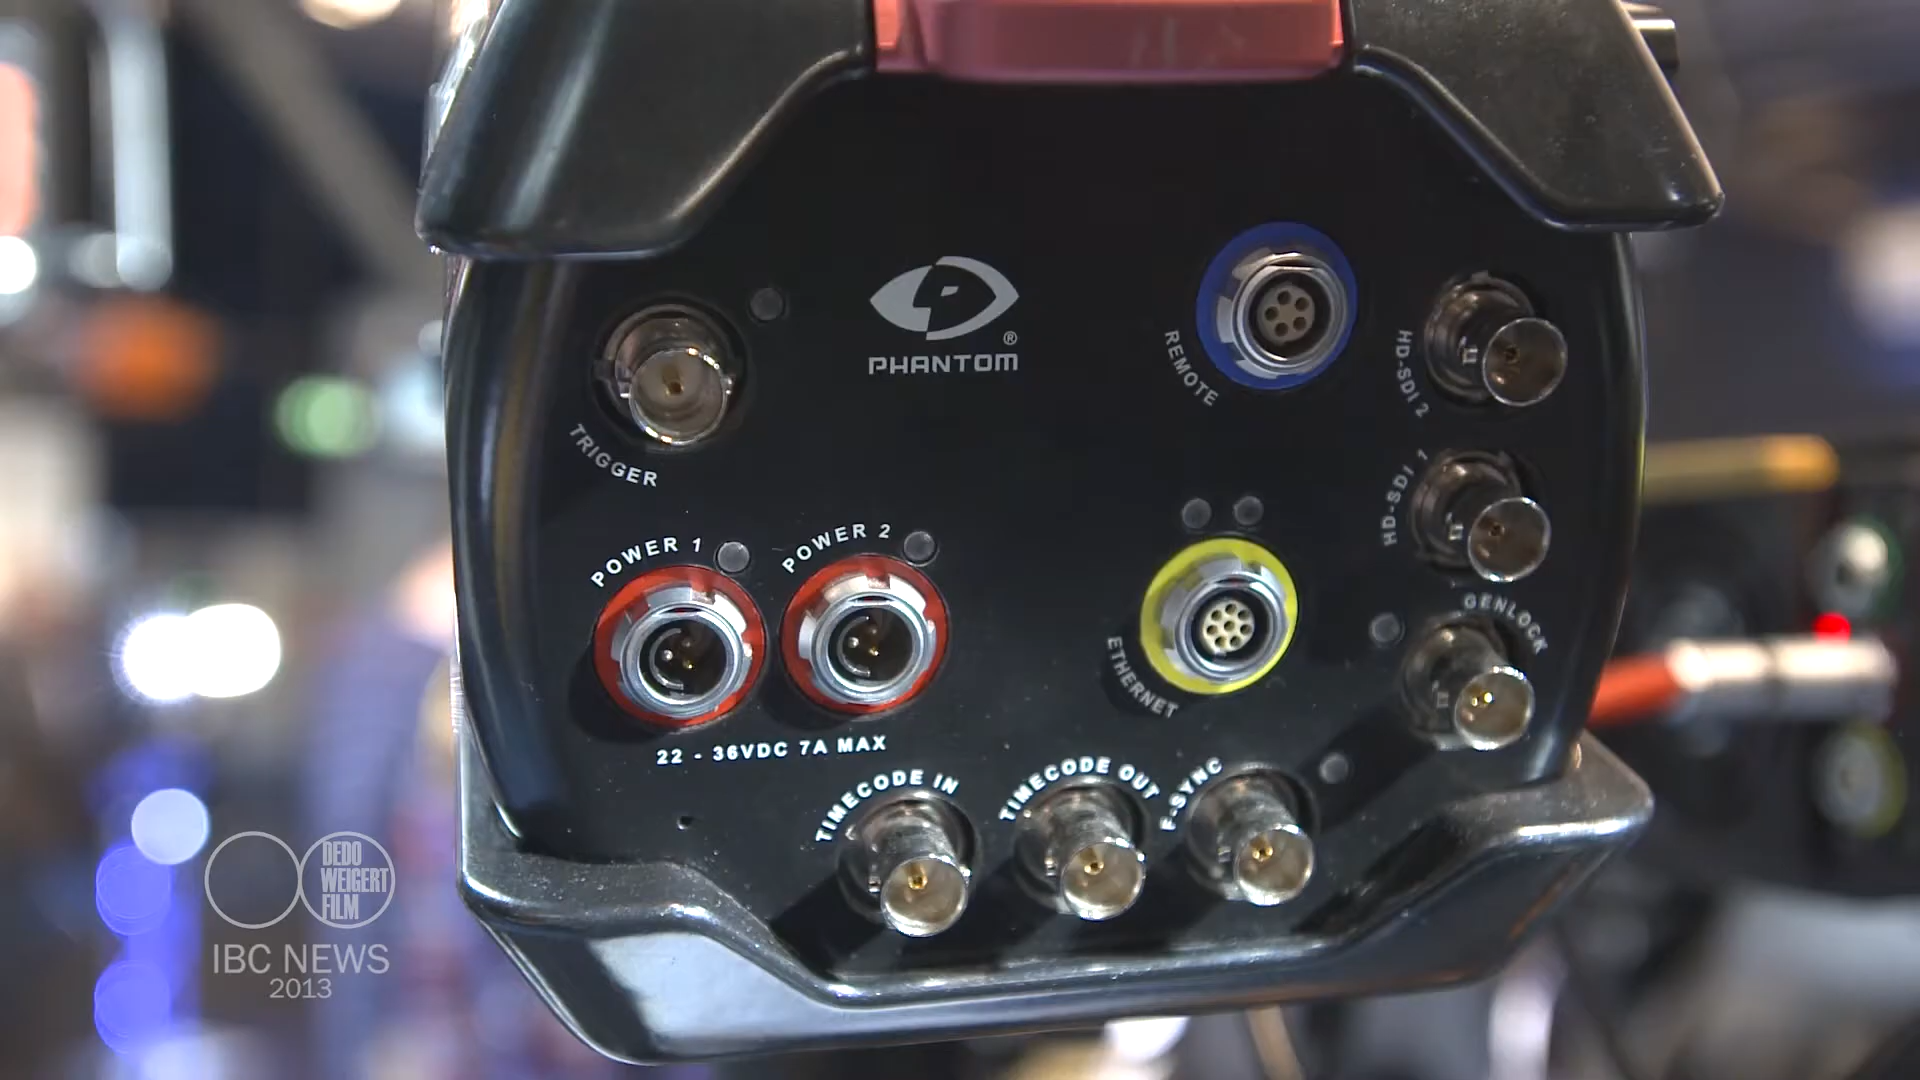 ®
PHANTOM
REMOTE
HD-SDI 2
TRIGGER
HD-SDI 1
POWER 1
POWER 2
GENLOCK
ETHERNET
22 - 36VDC 7A MAX
TIMECODE IN
TIMECODE OUT
F-SYNC
DEDO
WEIGERT
FILM
IBC NEWS
2013